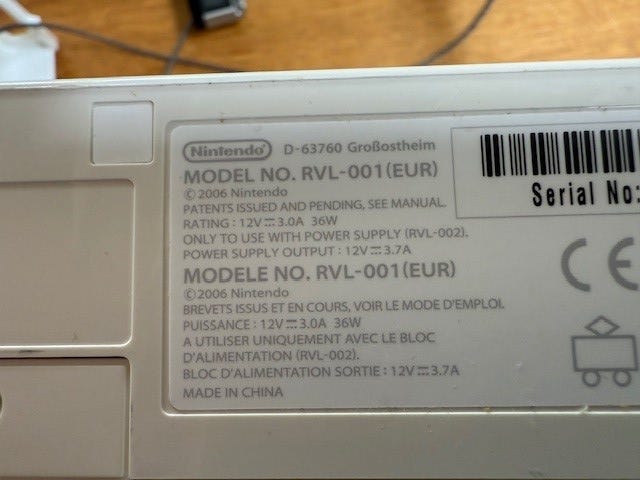 Nintendo D-63760 Großostheim
MODEL NO. RVL-001(EUR)
©2006 Nintendo
PATENTS ISSUED AND PENDING, SEE MANUAL.
RATING : 12V⎓3.0A 36W
ONLY TO USE WITH POWER SUPPLY (RVL-002).
POWER SUPPLY OUTPUT : 12V⎓3.7A
MODELE NO. RVL-001(EUR)
©2006 Nintendo
BREVETS ISSUS ET EN COURS, VOIR LE MODE D'EMPLOI.
PUISSANCE : 12V⎓3.0A 36W
A UTILISER UNIQUEMENT AVEC LE BLOC
D'ALIMENTATION (RVL-002).
BLOC D'ALIMENTATION SORTIE : 12V⎓3.7A
MADE IN CHINA
Serial No:
CE